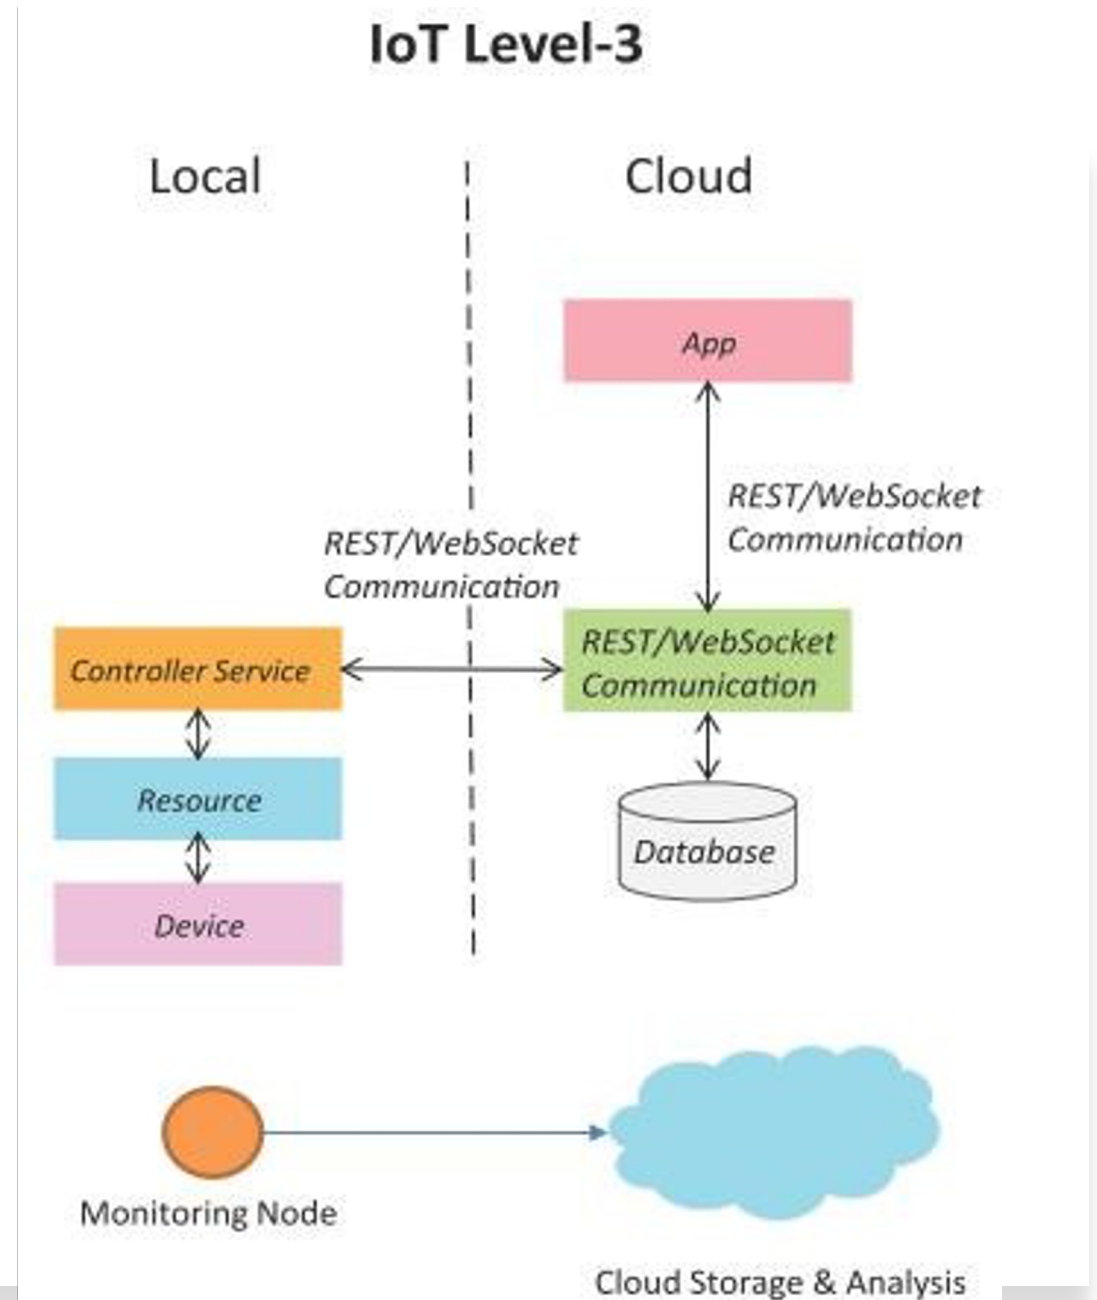 IoT Level-3
Local
Cloud
App
REST/WebSocket
Communication
REST/WebSocket
Communication
Controller Service
REST/WebSocket
Communication
Resource
Database
Device
Monitoring Node
Cloud Storage & Analysis